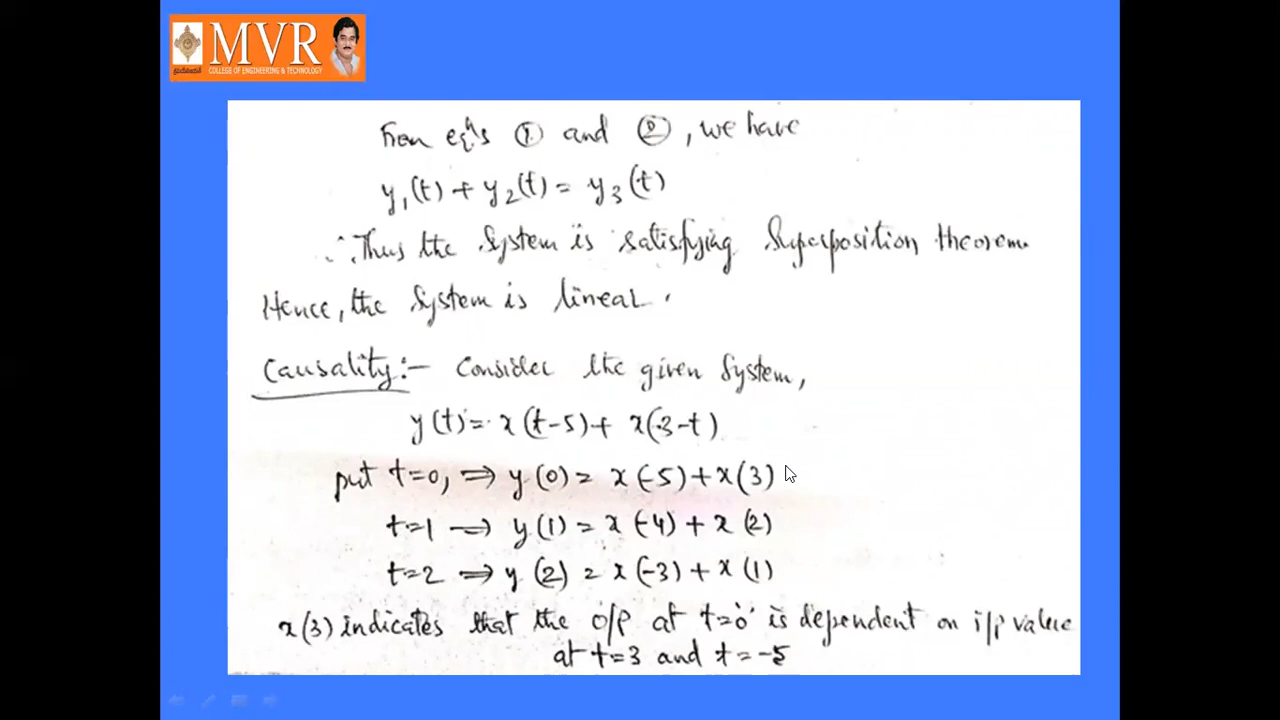 MVR
COLLEGE OF ENGINEERING & TECHNOLOGY
From eqn's ① and ②, we have
y₁(t) + y₂(t) = y₃(t)
∴ Thus the System is satisfying Superposition theorem.
Hence, the System is linear.
Causality:- Consider the given System,
y(t) = x(t-5) + x(3-t)
put t=0, ⇒ y(0) = x(-5) + x(3)
t=1 ⇒ y(1) = x(-4) + x(2)
t=2 ⇒ y(2) = x(-3) + x(1)
x(3) indicates that the o/p at t='0' is dependent on i/p value
at t=3 and t=-5